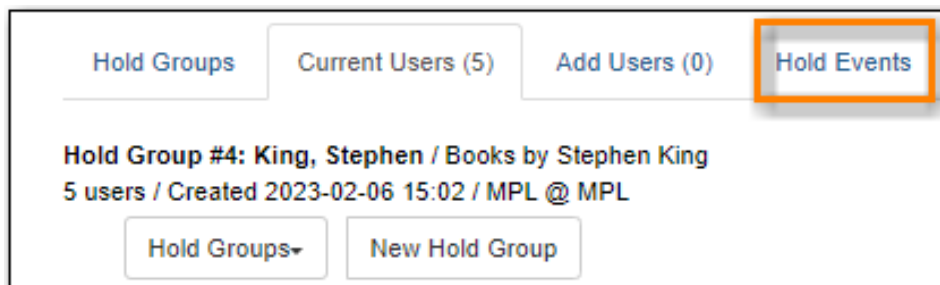 Hold Groups Current Users (5) Add Users (0) Hold Events
Hold Group #4: King, Stephen / Books by Stephen King
5 users / Created 2023-02-06 15:02 / MPL @ MPL
Hold Groups New Hold Group